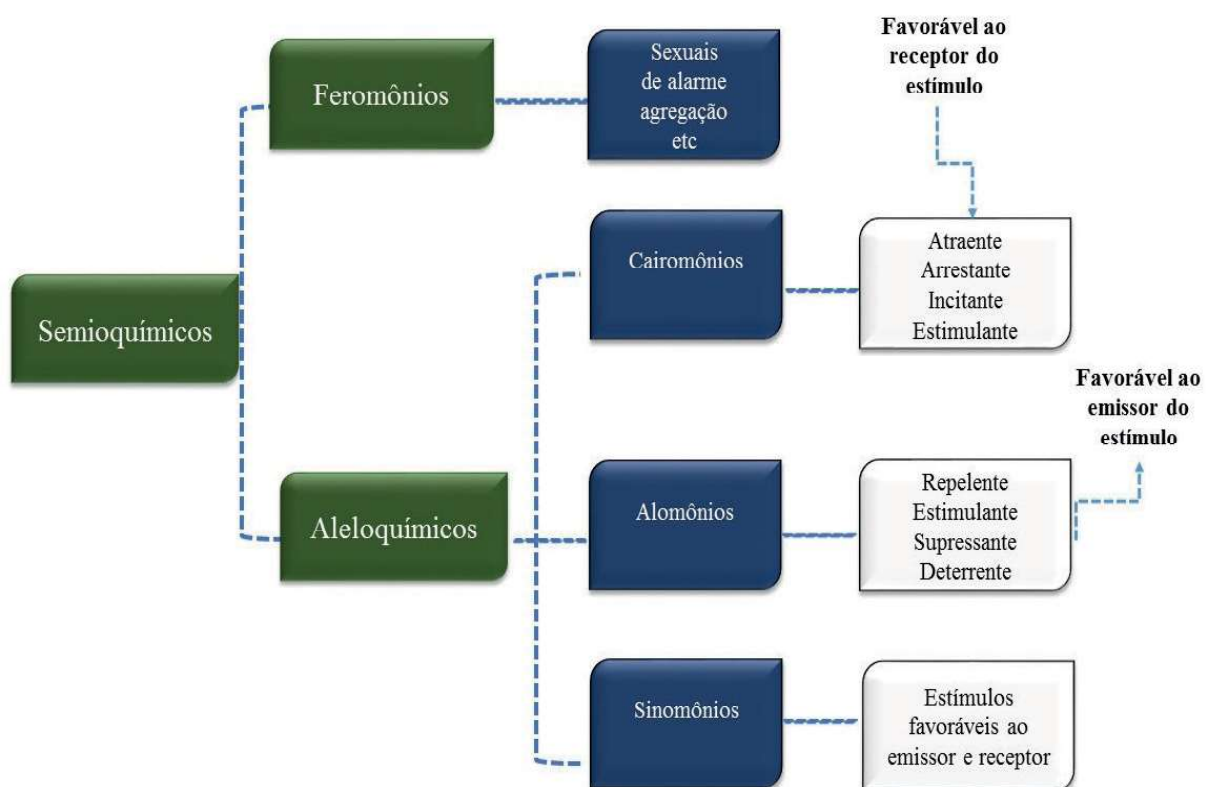 Favorável ao
receptor do
estímulo
Feromônios
Sexuais
de alarme
agregação
etc
Cairomônios
Atraente
Arrestante
Incitante
Estimulante
Semioquímicos
Favorável ao
emissor do
estímulo
Aleloquímicos
Alomônios
Repelente
Estimulante
Supressante
Deterrente
Sinomônios
Estímulos
favoráveis ao
emissor e receptor